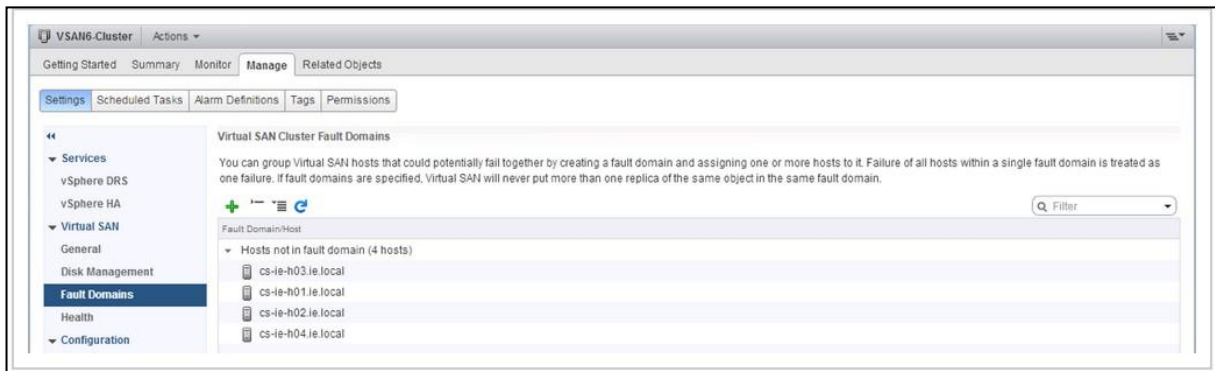 VSAN6-Cluster Actions
Getting Started Summary Monitor Manage Related Objects
Settings Scheduled Tasks Alarm Definitions Tags Permissions
Services
vSphere DRS
vSphere HA
Virtual SAN
General
Disk Management
Fault Domains
Health
Configuration
Virtual SAN Cluster Fault Domains
You can group Virtual SAN hosts that could potentially fail together by creating a fault domain and assigning one or more hosts to it. Failure of all hosts within a single fault domain is treated as
one failure. If fault domains are specified, Virtual SAN will never put more than one replica of the same object in the same fault domain.
Filter
Fault Domain/Host
Hosts not in fault domain (4 hosts)
cs-ie-h03.ie.local
cs-ie-h01.ie.local
cs-ie-h02.ie.local
cs-ie-h04.ie.local